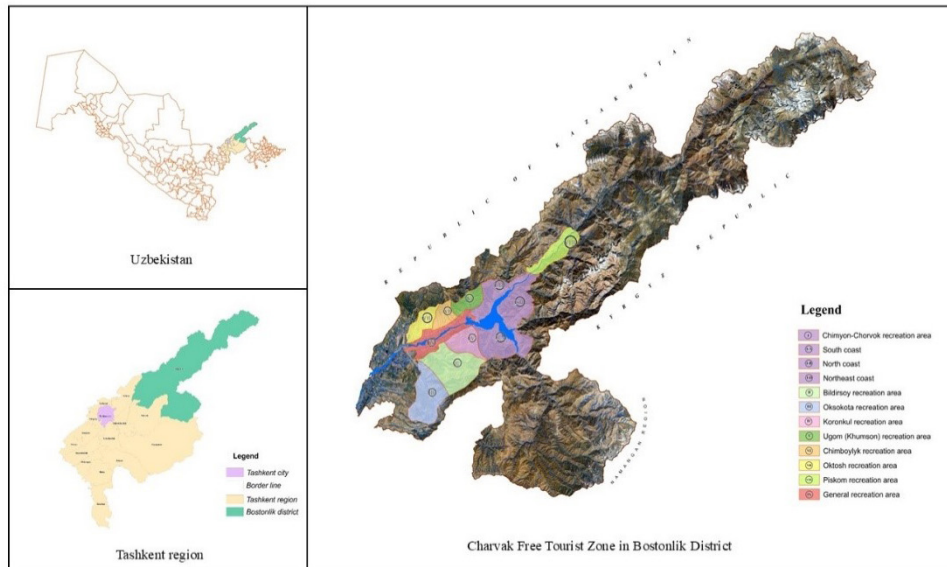 Uzbekistan
Legend
Tashkent city
Border line
Tashkent region
Bostonlik district
Tashkent region
REPUBLIC OF KAZAKHSTAN
KYRGYZ REPUBLIC
NAMANGAN REGION
Legend
Chimyon-Chorvok recreation area
South coast
North coast
Northeast coast
Bildirsoy recreation area
Oksokota recreation area
Koronkul recreation area
Ugom (Khumson) recreation area
Chimboylyk recreation area
Oktosh recreation area
Piskom recreation area
General recreation area
Charvak Free Tourist Zone in Bostonlik District